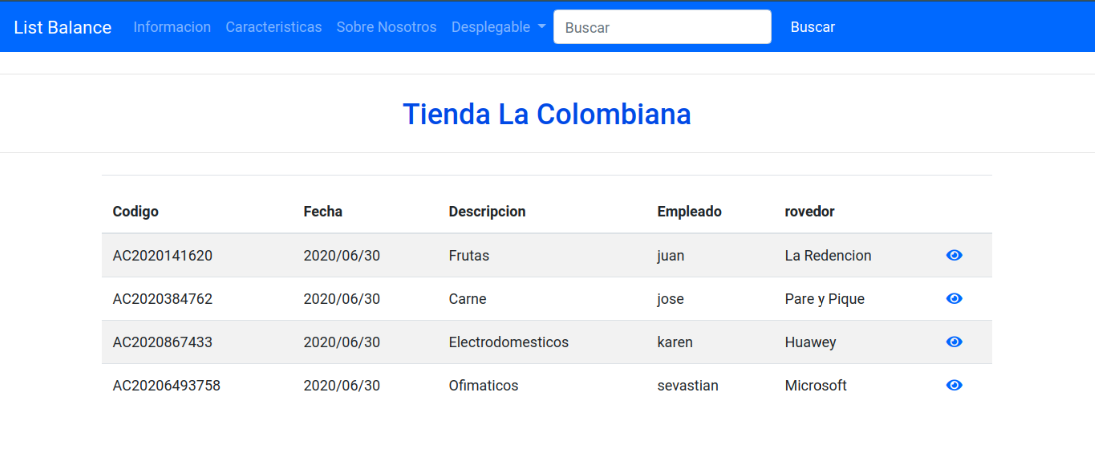 List Balance Informacion Caracteristicas Sobre Nosotros Desplegable Buscar Buscar
Tienda La Colombiana
Codigo Fecha Descripcion Empleado rovedor
AC2020141620 2020/06/30 Frutas juan La Redencion
AC2020384762 2020/06/30 Carne jose Pare y Pique
AC2020867433 2020/06/30 Electrodomesticos karen Huawey
AC20206493758 2020/06/30 Ofimaticos sevastian Microsoft